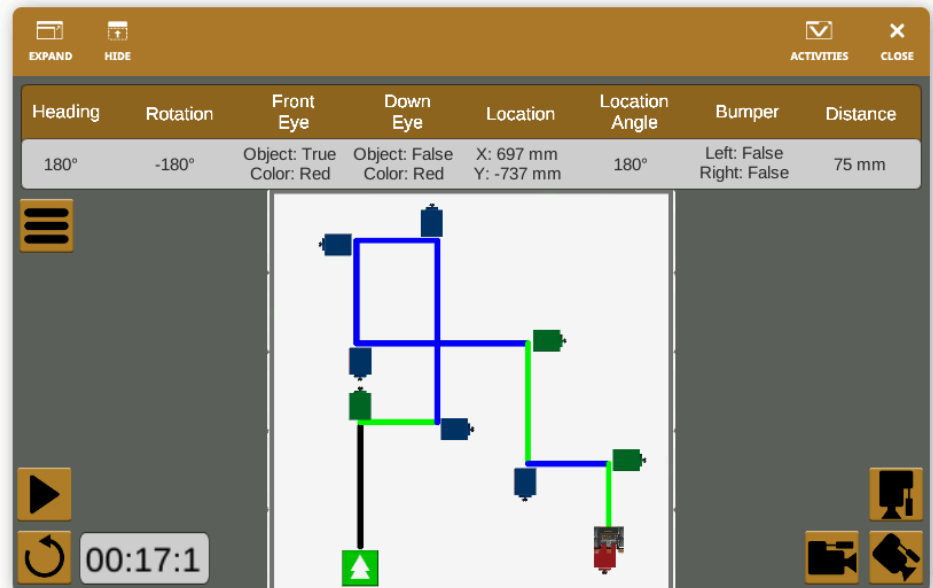 EXPAND
HIDE
ACTIVITIES
CLOSE
Heading
Rotation
Front
Eye
Down
Eye
Location
Location
Angle
Bumper
Distance
180°
-180°
Object: True
Color: Red
Object: False
Color: Red
X: 697 mm
Y: -737 mm
180°
Left: False
Right: False
75 mm
00:17:1